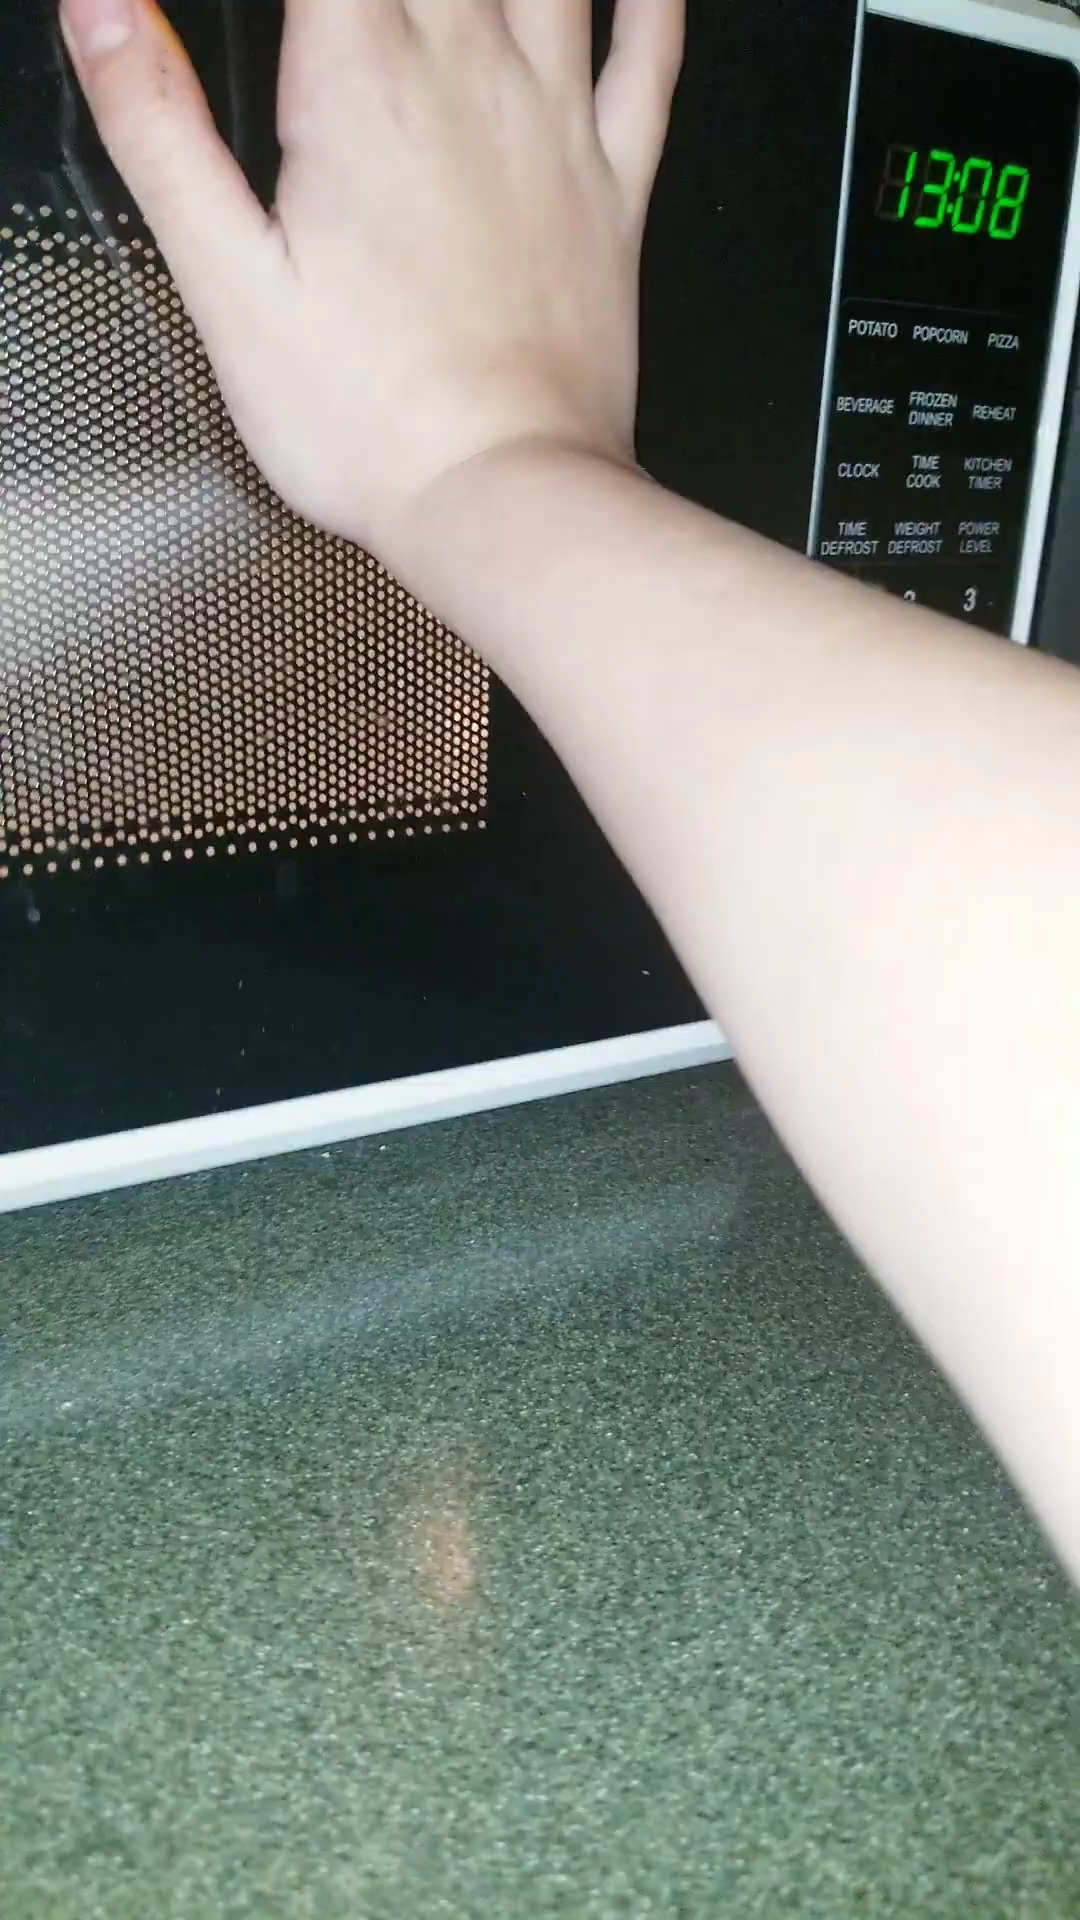 13:08
POTATO POPCORN PIZZA
BEVERAGE FROZEN DINNER REHEAT
CLOCK TIME COOK KITCHEN TIMER
TIME DEFROST WEIGHT DEFROST POWER LEVEL
3